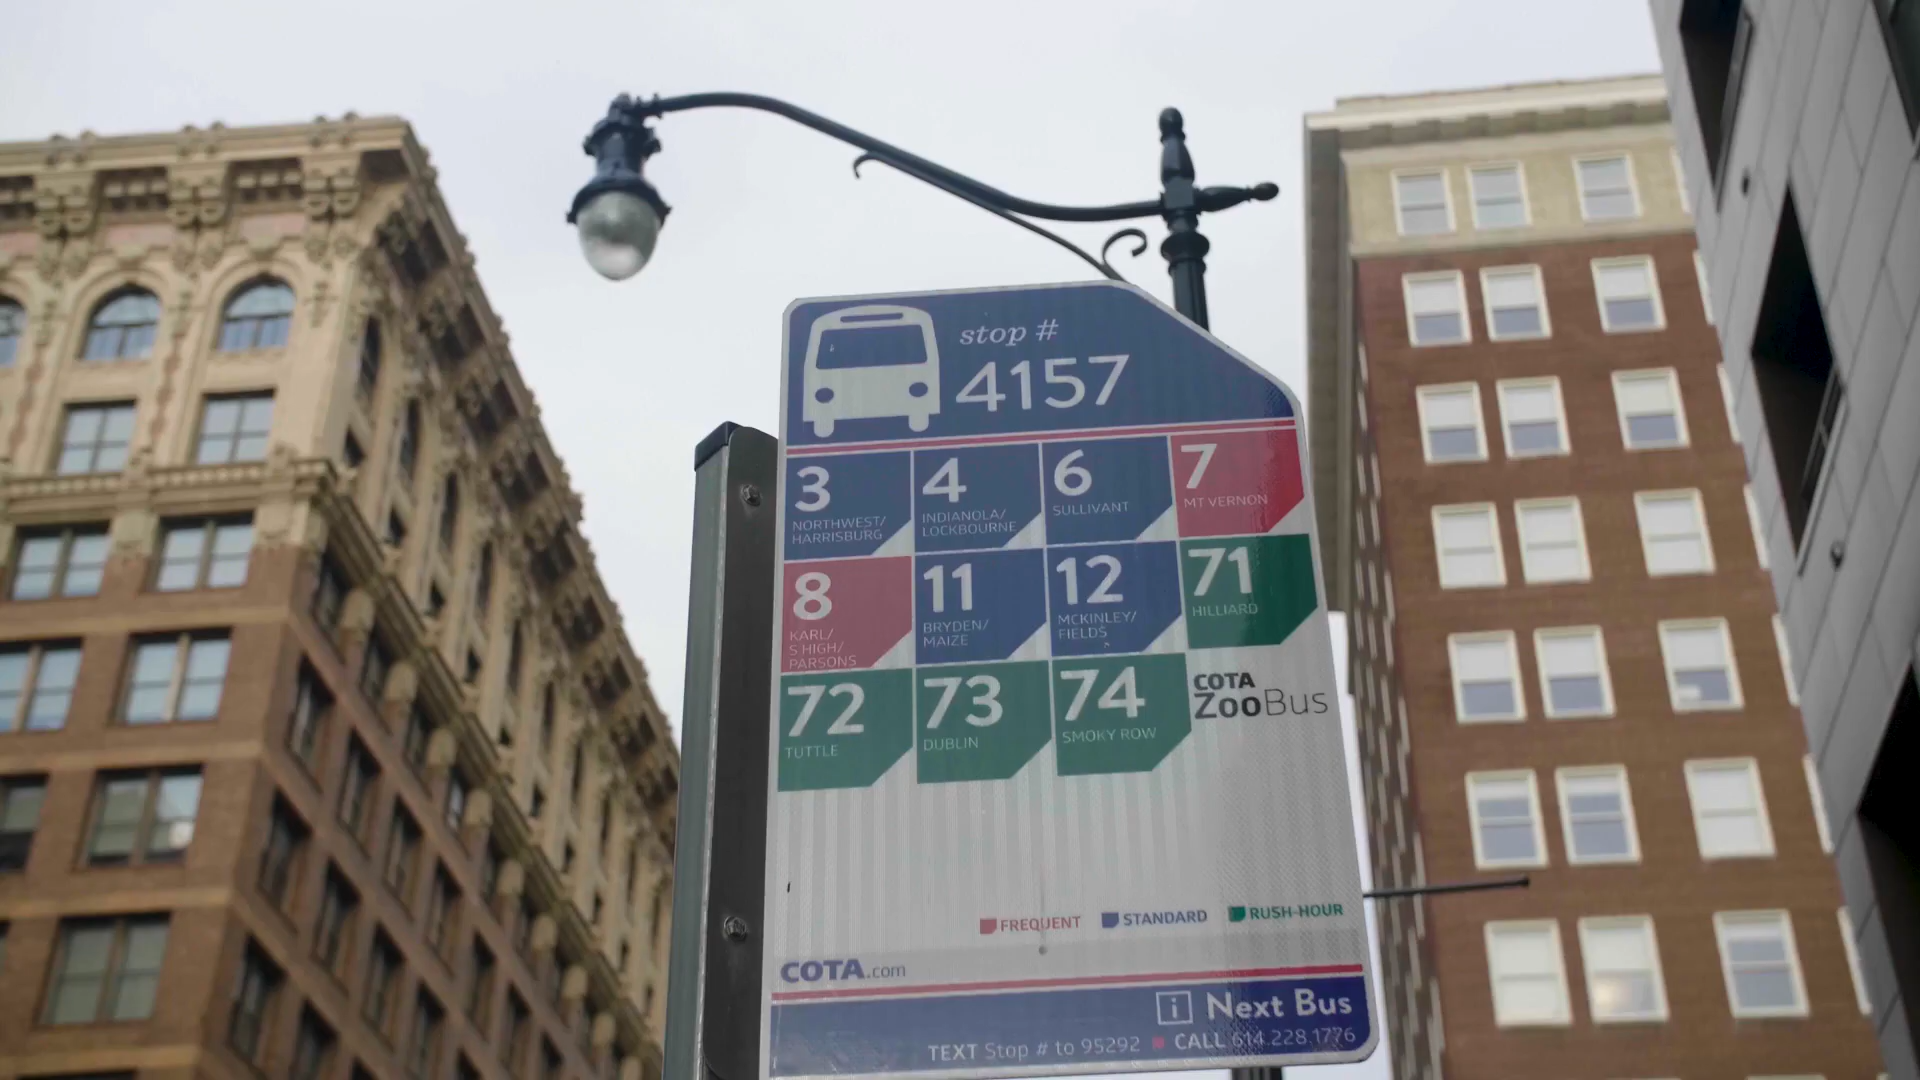 stop #
4157
3
NORTHWEST/
HARRISBURG
4
INDIANOLA/
LOCKBOURNE
6
SULLIVANT
7
MT VERNON
8
KARL/
S HIGH/
PARSONS
11
BRYDEN/
MAIZE
12
MCKINLEY/
FIELDS
71
HILLIARD
72
TUTTLE
73
DUBLIN
74
SMOKY ROW
COTA
ZooBus
FREQUENT STANDARD RUSH-HOUR
COTA.com
i Next Bus
TEXT Stop # to 95292 CALL 614.228.1776